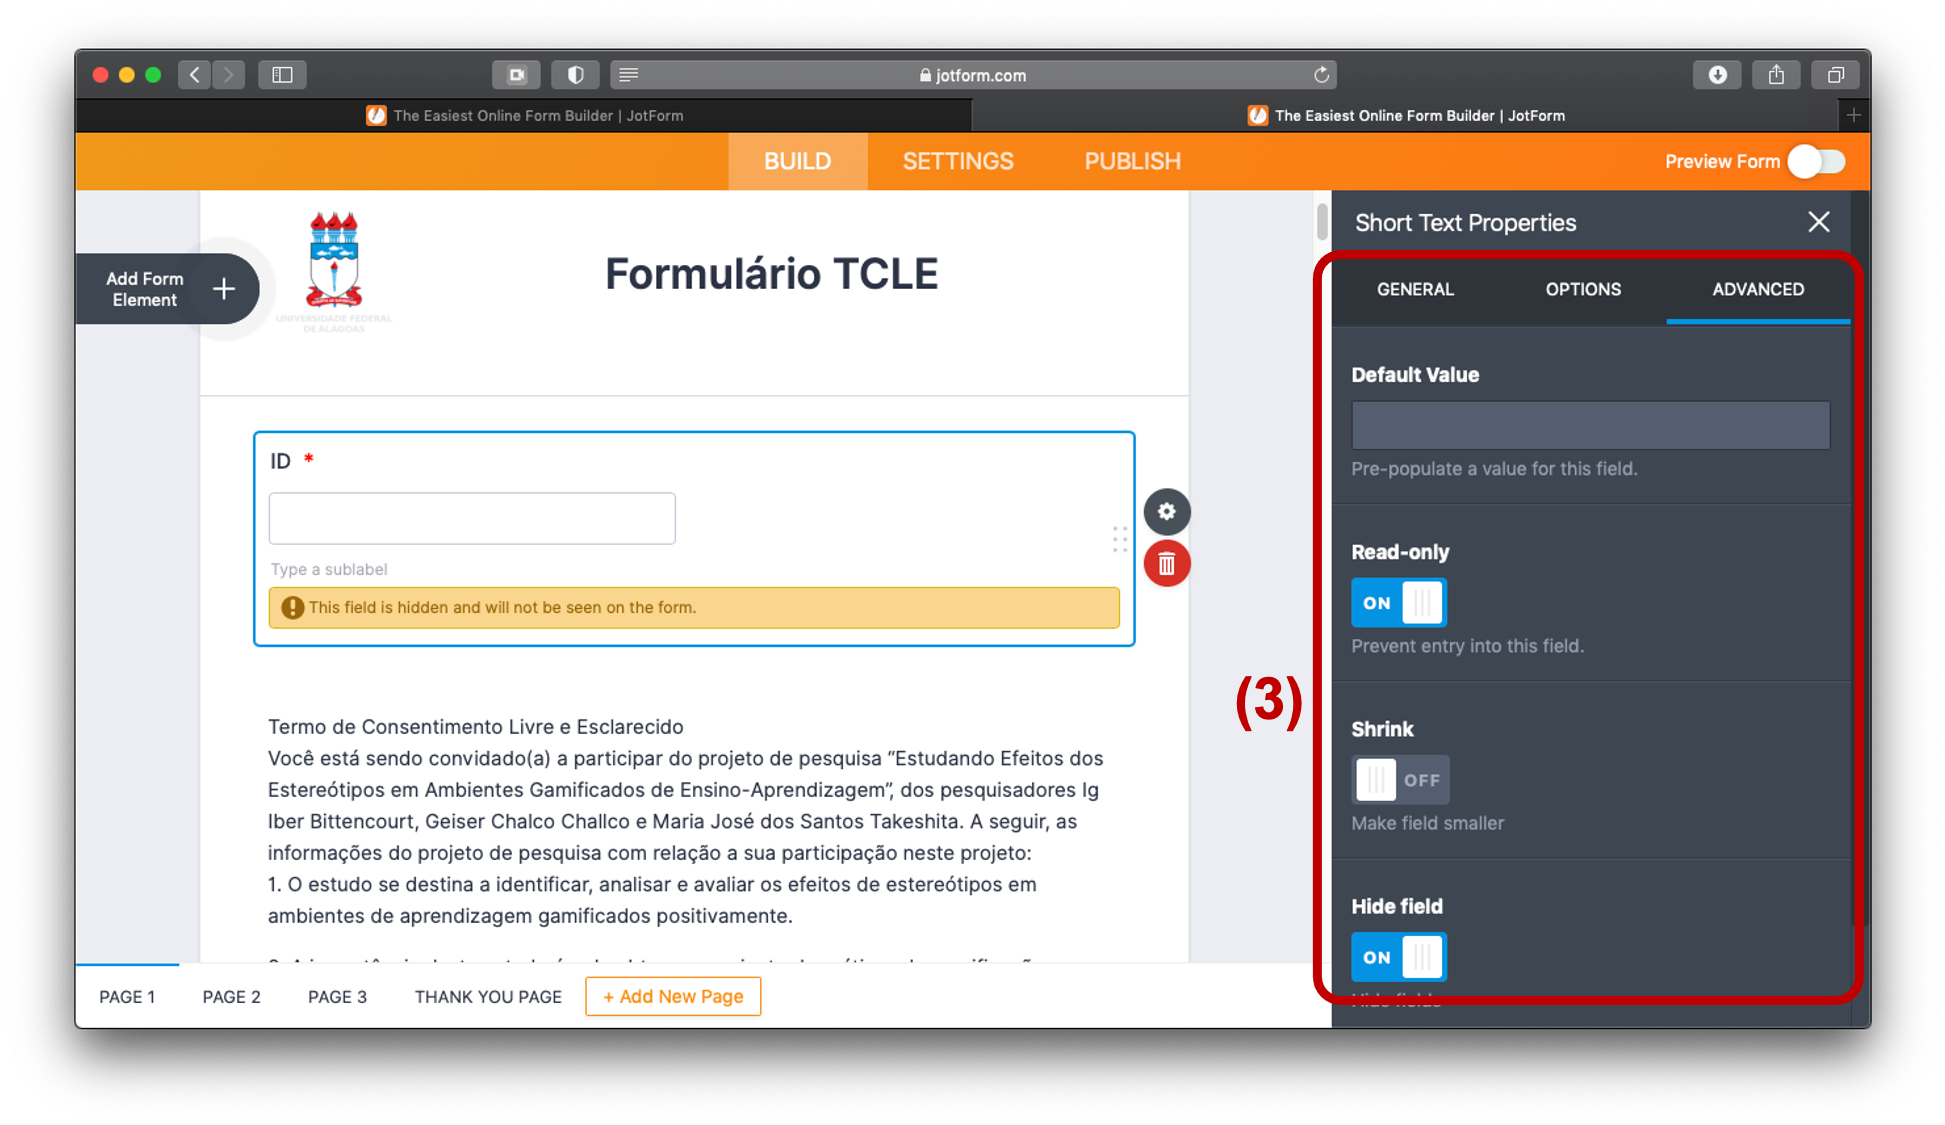 jotform.com
The Easiest Online Form Builder | JotForm
The Easiest Online Form Builder | JotForm
BUILD
SETTINGS
PUBLISH
Preview Form
Add Form
Element
UNIVERSIDADE FEDERAL
DE ALAGOAS
Formulário TCLE
ID *
Type a sublabel
This field is hidden and will not be seen on the form.
Termo de Consentimento Livre e Esclarecido
Você está sendo convidado(a) a participar do projeto de pesquisa “Estudando Efeitos dos
Estereótipos em Ambientes Gamificados de Ensino-Aprendizagem”, dos pesquisadores Ig
Iber Bittencourt, Geiser Chalco Challco e Maria José dos Santos Takeshita. A seguir, as
informações do projeto de pesquisa com relação a sua participação neste projeto:
1. O estudo se destina a identificar, analisar e avaliar os efeitos de estereótipos em
ambientes de aprendizagem gamificados positivamente.
PAGE 1
PAGE 2
PAGE 3
THANK YOU PAGE
+ Add New Page
(3)
Short Text Properties
GENERAL
OPTIONS
ADVANCED
Default Value
Pre-populate a value for this field.
Read-only
ON
Prevent entry into this field.
Shrink
OFF
Make field smaller
Hide field
ON